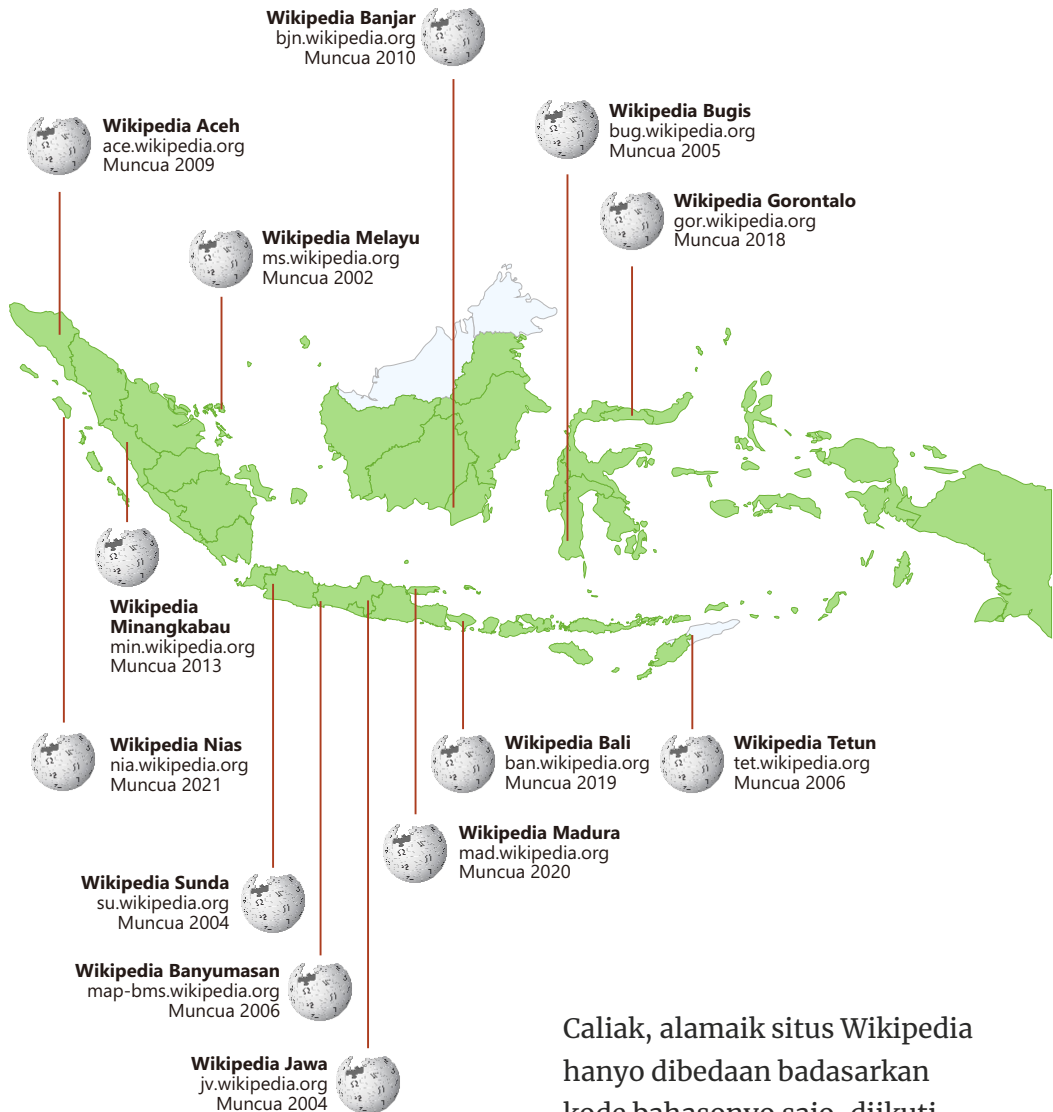 Wikipedia Banjar
bjn.wikipedia.org
Muncua 2010
Wikipedia Aceh
ace.wikipedia.org
Muncua 2009
Wikipedia Bugis
bug.wikipedia.org
Muncua 2005
Wikipedia Gorontalo
gor.wikipedia.org
Muncua 2018
Wikipedia Melayu
ms.wikipedia.org
Muncua 2002
Wikipedia
Minangkabau
min.wikipedia.org
Muncua 2013
Wikipedia Nias
nia.wikipedia.org
Muncua 2021
Wikipedia Bali
ban.wikipedia.org
Muncua 2019
Wikipedia Tetun
tet.wikipedia.org
Muncua 2006
Wikipedia Madura
mad.wikipedia.org
Muncua 2020
Wikipedia Sunda
su.wikipedia.org
Muncua 2004
Wikipedia Banyumasan
map-bms.wikipedia.org
Muncua 2006
Wikipedia Jawa
jv.wikipedia.org
Muncua 2004
Caliak, alamaik situs Wikipedia
hanyo dibedaan badasarkan
kode bahasonyo sajo, diikuti